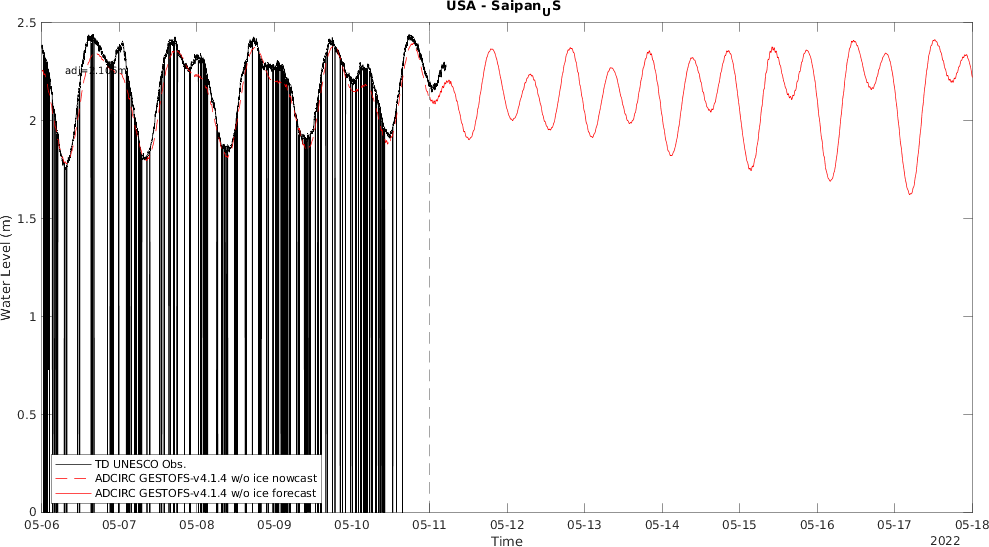 USA - Saipan_US
2.5
2
1.5
1
0.5
0
Water Level (m)
TD UNESCO Obs.
ADCIRC GESTOFS-v4.1.4 w/o ice nowcast
ADCIRC GESTOFS-v4.1.4 w/o ice forecast
05-06 05-07 05-08 05-09 05-10 05-11 05-12 05-13 05-14 05-15 05-16 05-17 05-18
Time
2022